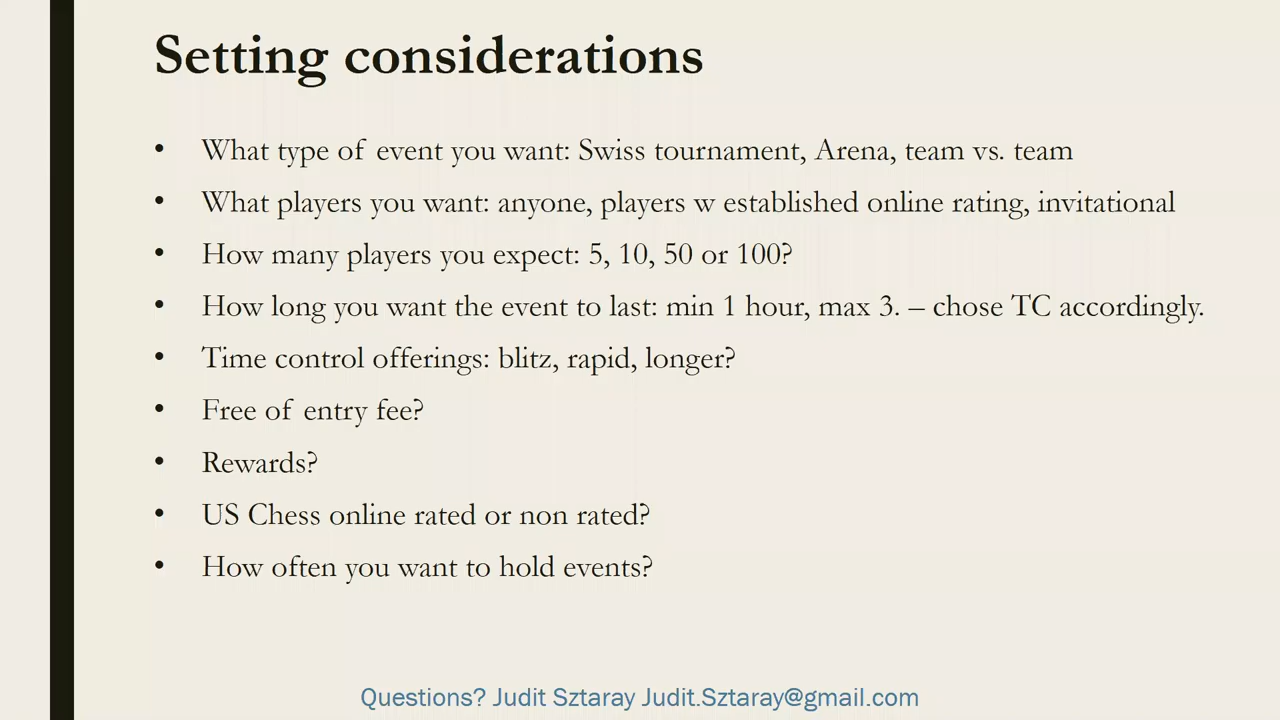 Setting considerations
• What type of event you want: Swiss tournament, Arena, team vs. team
• What players you want: anyone, players w established online rating, invitational
• How many players you expect: 5, 10, 50 or 100?
• How long you want the event to last: min 1 hour, max 3. – chose TC accordingly.
• Time control offerings: blitz, rapid, longer?
• Free of entry fee?
• Rewards?
• US Chess online rated or non rated?
• How often you want to hold events?
Questions? Judit Sztaray Judit.Sztaray@gmail.com